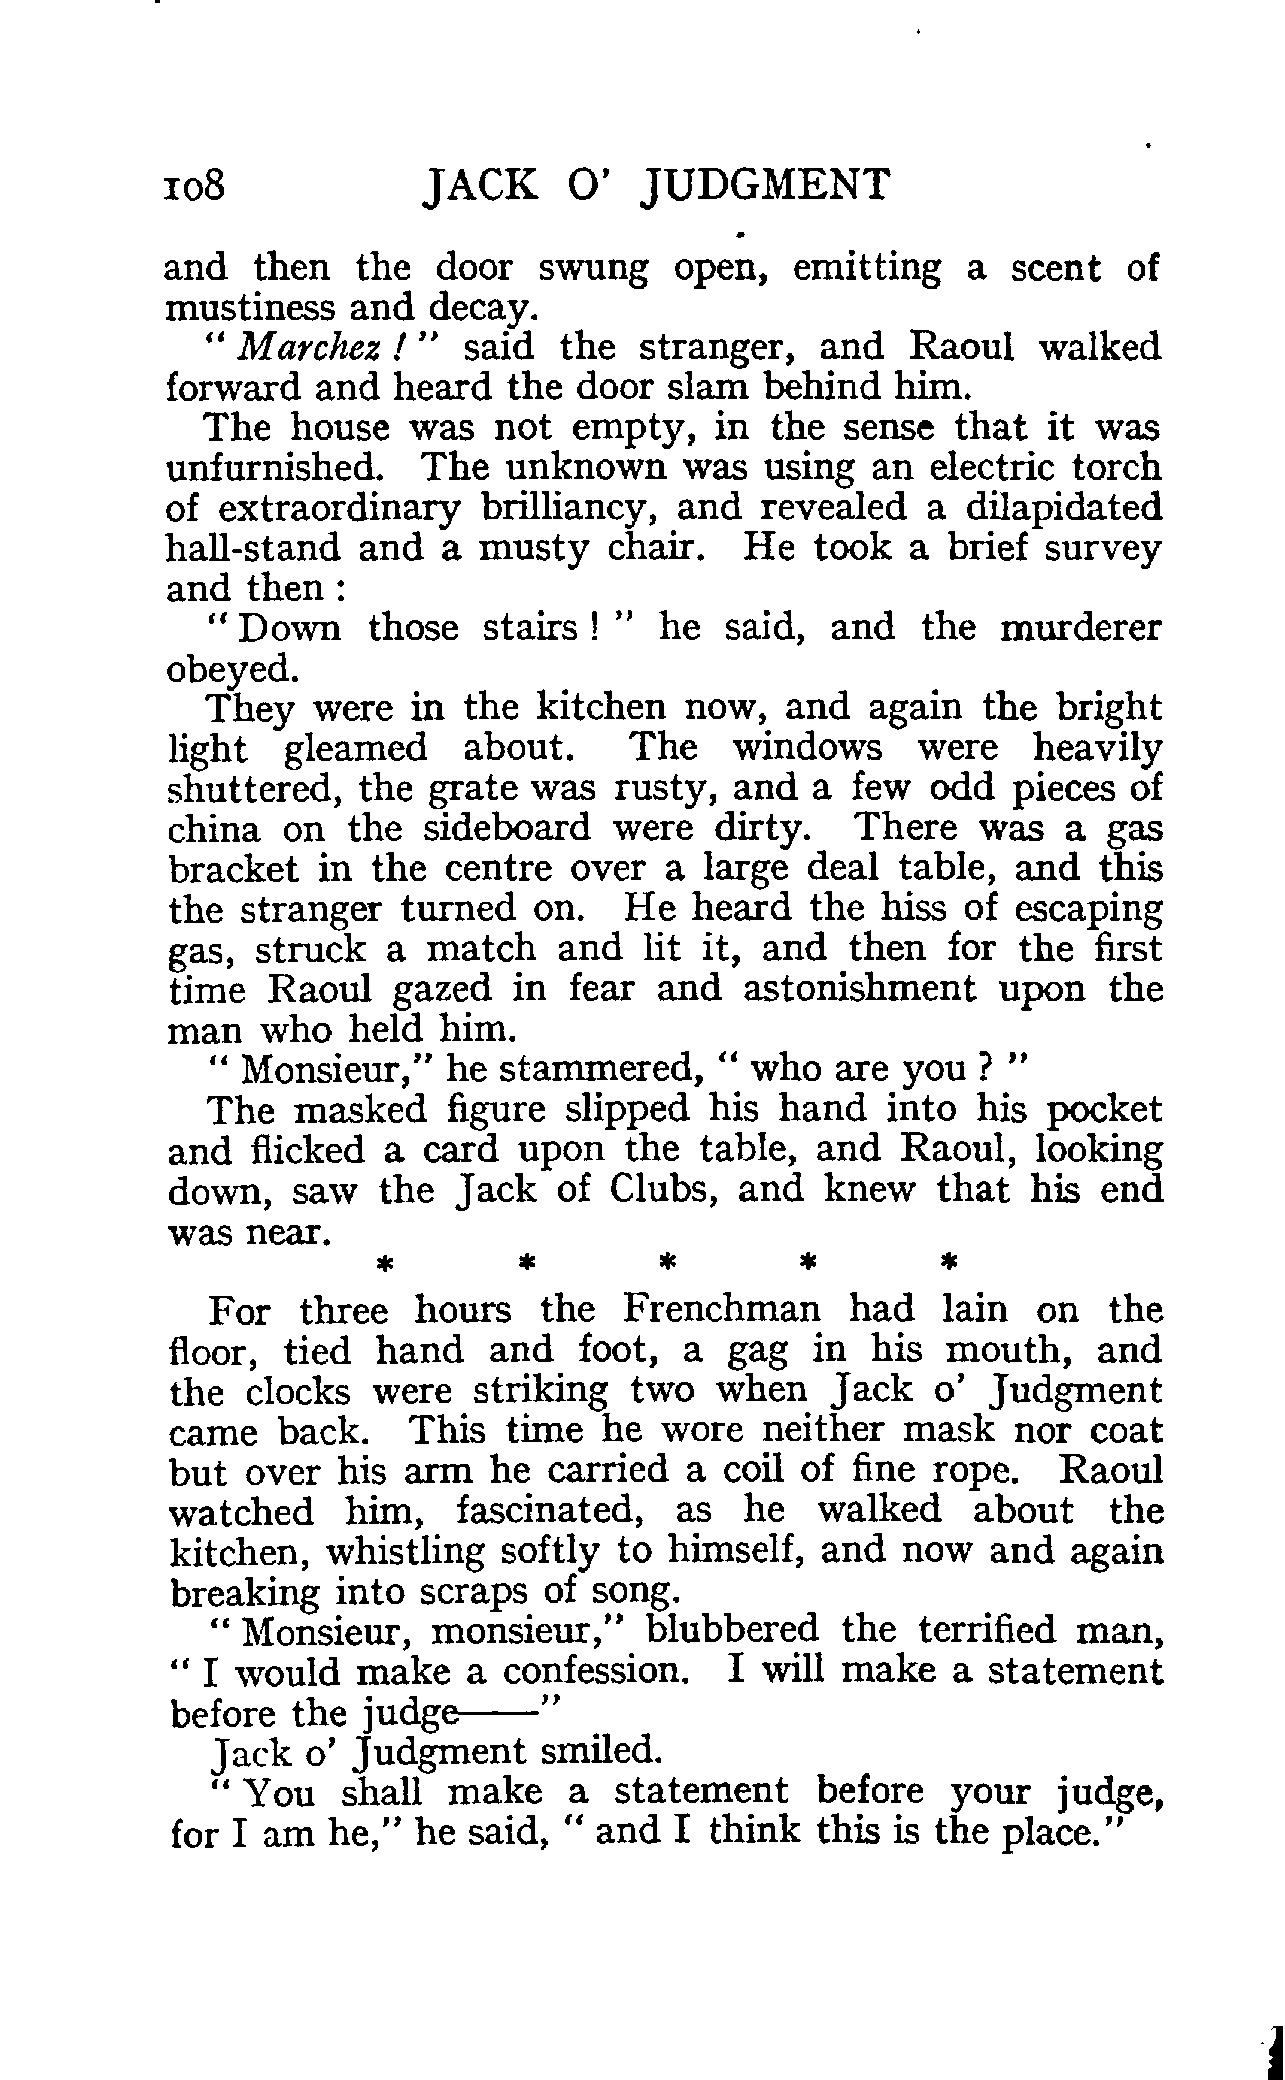 108 JACK O' JUDGMENT
and then the door swung open, emitting a scent of
mustiness and decay.
" Marchez ! " said the stranger, and Raoul walked
forward and heard the door slam behind him.
The house was not empty, in the sense that it was
unfurnished. The unknown was using an electric torch
of extraordinary brilliancy, and revealed a dilapidated
hall-stand and a musty chair. He took a brief survey
and then :
" Down those stairs ! " he said, and the murderer
obeyed.
They were in the kitchen now, and again the bright
light gleamed about. The windows were heavily
shuttered, the grate was rusty, and a few odd pieces of
china on the sideboard were dirty. There was a gas
bracket in the centre over a large deal table, and this
the stranger turned on. He heard the hiss of escaping
gas, struck a match and lit it, and then for the first
time Raoul gazed in fear and astonishment upon the
man who held him.
" Monsieur," he stammered, " who are you ? "
The masked figure slipped his hand into his pocket
and flicked a card upon the table, and Raoul, looking
down, saw the Jack of Clubs, and knew that his end
was near.
* * * * *
For three hours the Frenchman had lain on the
floor, tied hand and foot, a gag in his mouth, and
the clocks were striking two when Jack o' Judgment
came back. This time he wore neither mask nor coat
but over his arm he carried a coil of fine rope. Raoul
watched him, fascinated, as he walked about the
kitchen, whistling softly to himself, and now and again
breaking into scraps of song.
" Monsieur, monsieur," blubbered the terrified man,
" I would make a confession. I will make a statement
before the judge——"
Jack o' Judgment smiled.
" You shall make a statement before your judge,
for I am he," he said, " and I think this is the place."